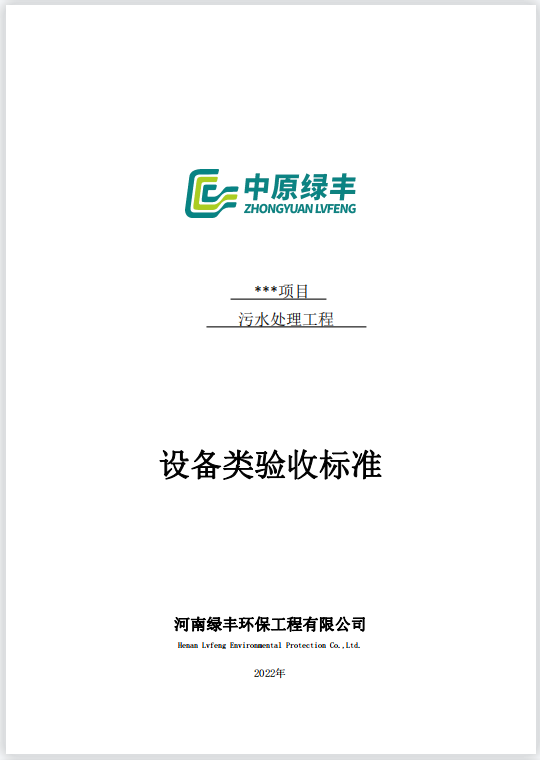 中原绿丰
ZHONGYUAN LVFENG
***项目
污水处理工程
设备类验收标准
河南绿丰环保工程有限公司
Henan Lvfeng Environmental Protection Co.,Ltd.
2022年